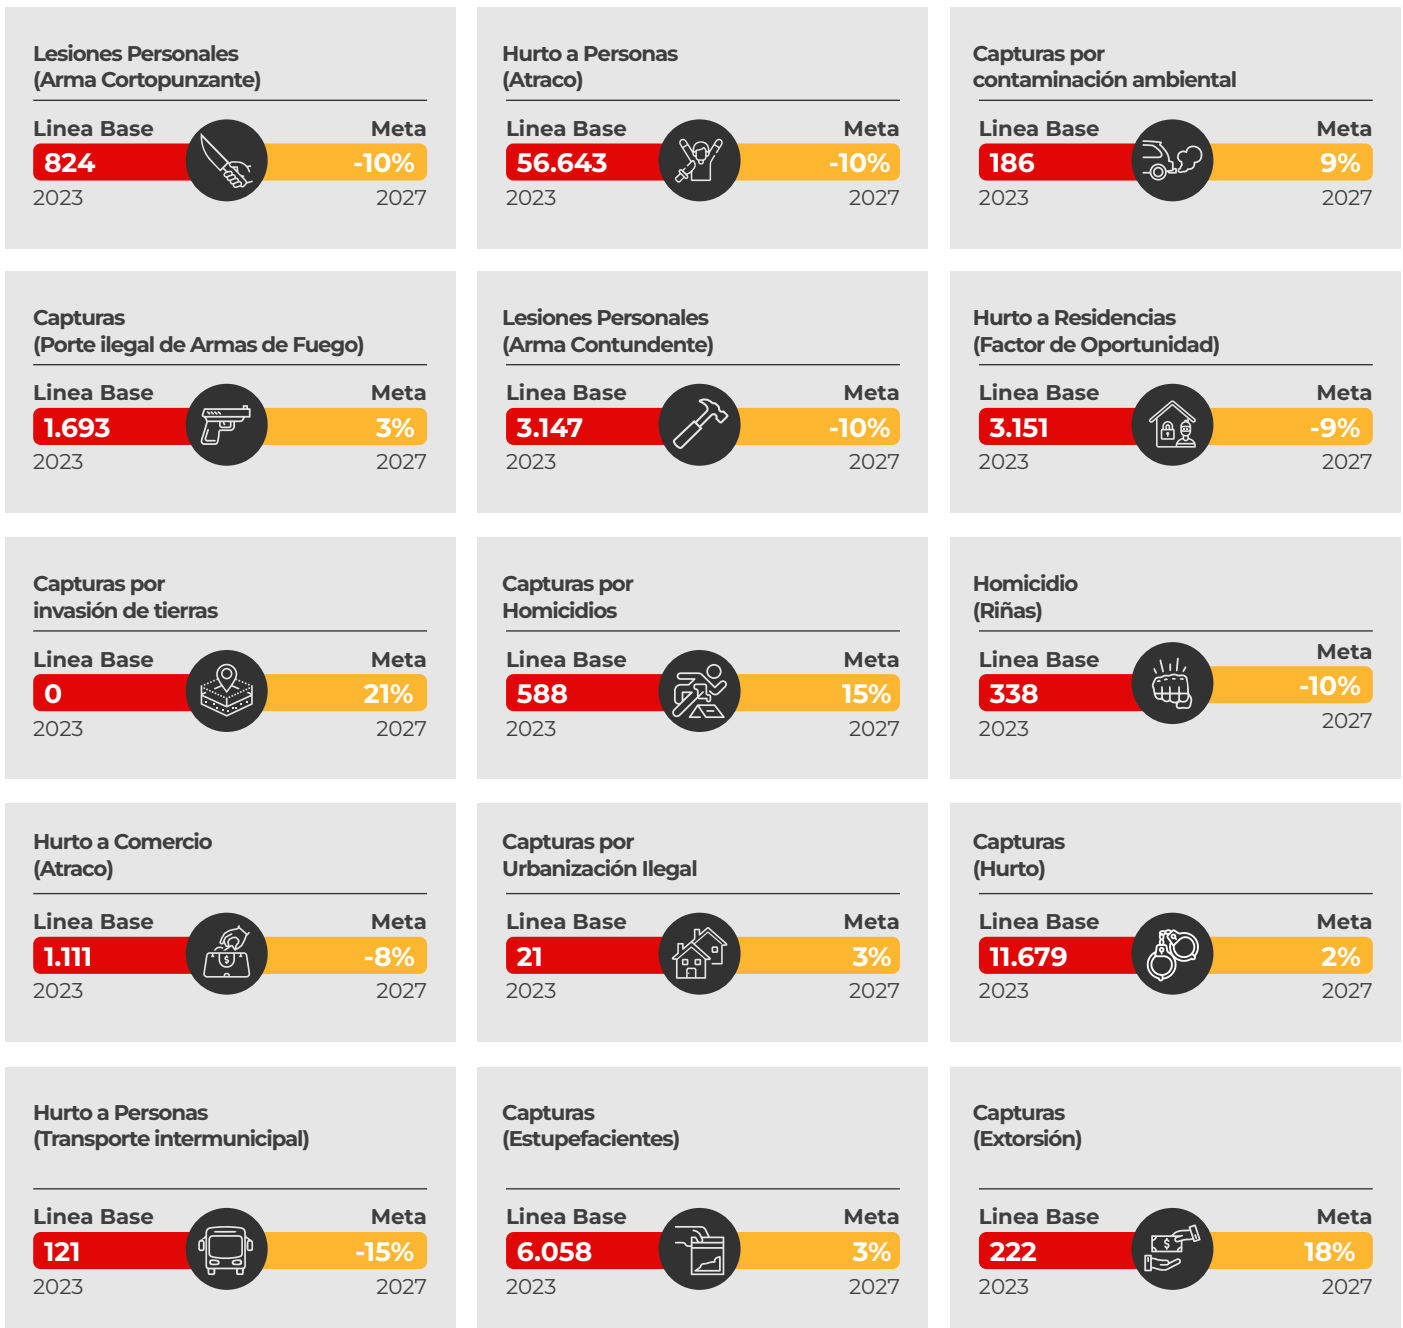 Lesiones Personales
(Arma Cortopunzante)
Linea Base
Meta
824
-10%
2023
2027
Hurto a Personas
(Atraco)
Linea Base
Meta
56.643
-10%
2023
2027
Capturas por
contaminación ambiental
Linea Base
Meta
186
9%
2023
2027
Capturas
(Porte ilegal de Armas de Fuego)
Linea Base
Meta
1.693
3%
2023
2027
Lesiones Personales
(Arma Contundente)
Linea Base
Meta
3.147
-10%
2023
2027
Hurto a Residencias
(Factor de Oportunidad)
Linea Base
Meta
3.151
-9%
2023
2027
Capturas por
invasión de tierras
Linea Base
Meta
0
21%
2023
2027
Capturas por
Homicidios
Linea Base
Meta
588
15%
2023
2027
Homicidio
(Riñas)
Linea Base
Meta
338
-10%
2023
2027
Hurto a Comercio
(Atraco)
Linea Base
Meta
1.111
-8%
2023
2027
Capturas por
Urbanización Ilegal
Linea Base
Meta
21
3%
2023
2027
Capturas
(Hurto)
Linea Base
Meta
11.679
2%
2023
2027
Hurto a Personas
(Transporte intermunicipal)
Linea Base
Meta
121
-15%
2023
2027
Capturas
(Estupefacientes)
Linea Base
Meta
6.058
3%
2023
2027
Capturas
(Extorsión)
Linea Base
Meta
222
18%
2023
2027